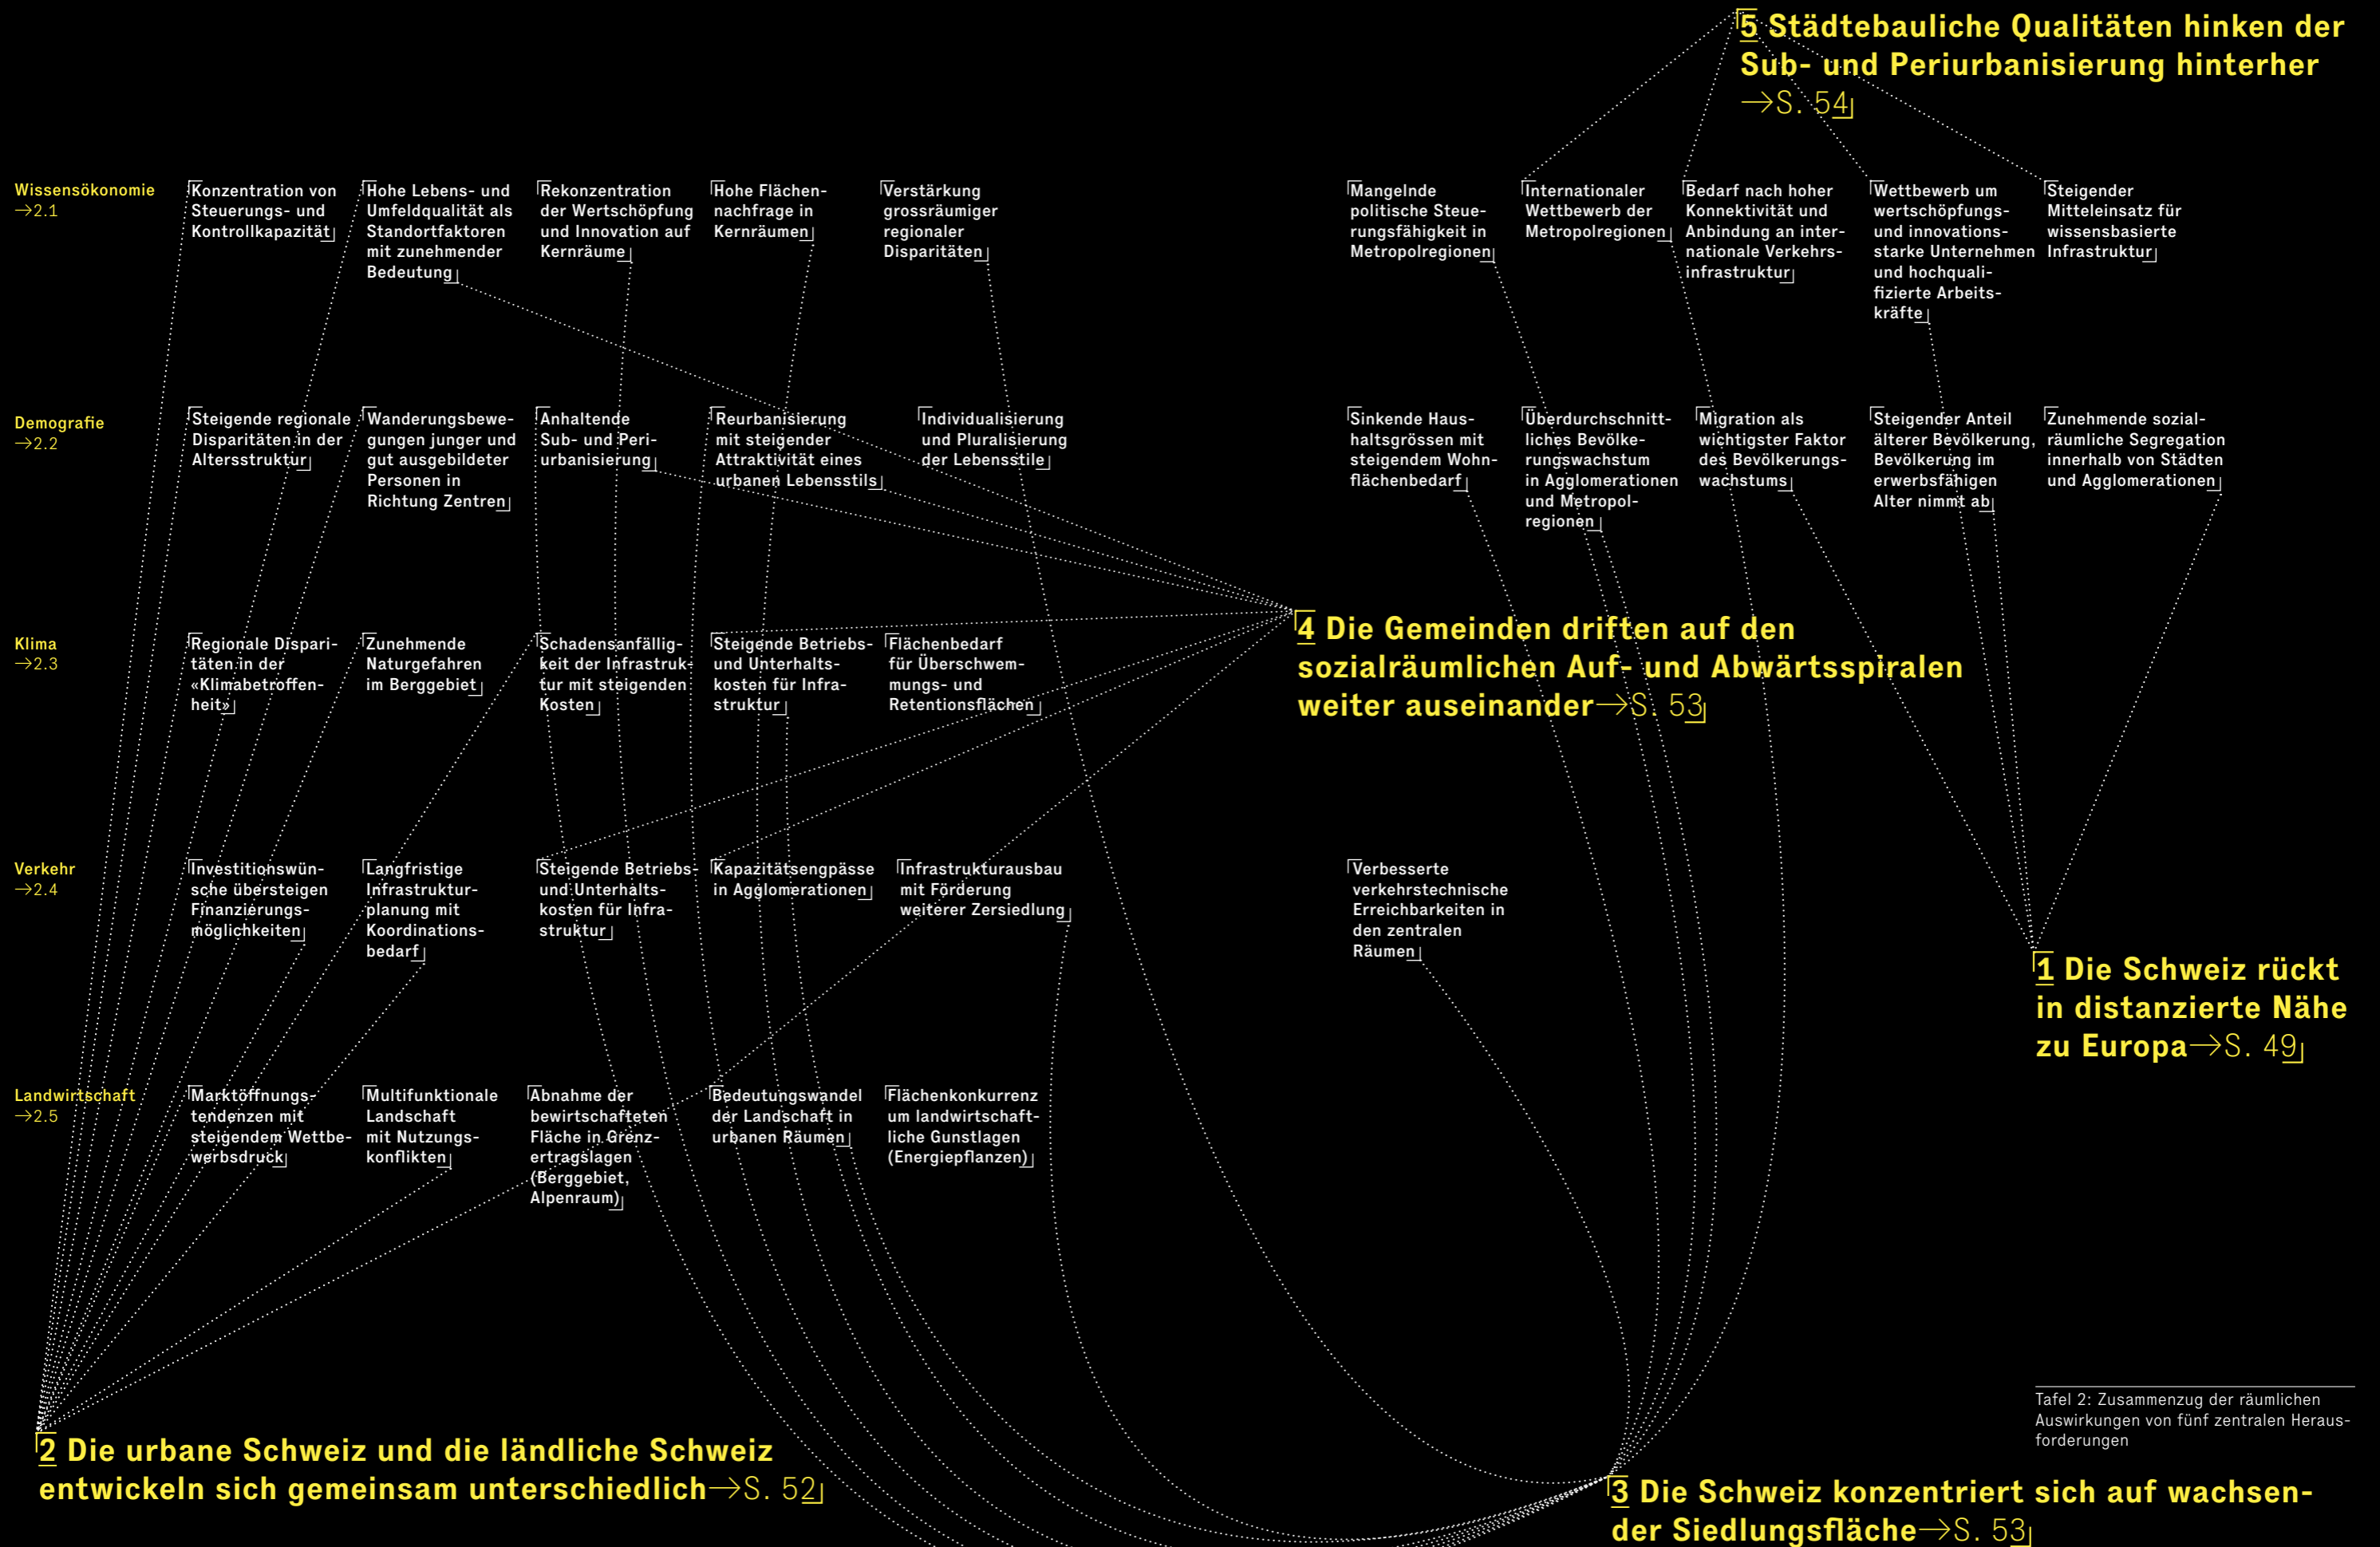 5 Städtebauliche Qualitäten hinken der
Sub- und Periurbanisierung hinterher
→S. 54
Wissensökonomie
→2.1
Konzentration von
Steuerungs- und
Kontrollkapazität
Hohe Lebens- und
Umfeldqualität als
Standortfaktoren
mit zunehmender
Bedeutung
Rekonzentration
der Wertschöpfung
und Innovation auf
Kernräume
Hohe Flächen-
nachfrage in
Kernräumen
Verstärkung
grossräumiger
regionaler
Disparitäten
Mangelnde
politische Steue-
rungsfähigkeit in
Metropolregionen
Internationaler
Wettbewerb der
Metropolregionen
Bedarf nach hoher
Konnektivität und
Anbindung an inter-
nationale Verkehrs-
infrastruktur
Wettbewerb um
wertschöpfungs-
und innovations-
starke Unternehmen
und hochquali-
fizierte Arbeits-
kräfte
Steigender
Mitteleinsatz für
wissensbasierte
Infrastruktur
Demografie
→2.2
Steigende regionale
Disparitäten in der
Altersstruktur
Wanderungsbewe-
gungen junger und
gut ausgebildeter
Personen in
Richtung Zentren
Anhaltende
Sub- und Peri-
urbanisierung
Reurbanisierung
mit steigender
Attraktivität eines
urbanen Lebensstils
Individualisierung
und Pluralisierung
der Lebensstile
Sinkende Haus-
haltsgrössen mit
steigendem Wohn-
flächenbedarf
Überdurchschnitt-
liches Bevölke-
rungswachstum
in Agglomerationen
und Metropol-
regionen
Migration als
wichtigster Faktor
des Bevölkerungs-
wachstums
Steigender Anteil
älterer Bevölkerung,
Bevölkerung im
erwerbsfähigen
Alter nimmt ab
Zunehmende sozial-
räumliche Segregation
innerhalb von Städten
und Agglomerationen
Klima
→2.3
Regionale Dispari-
täten in der
«Klimabetroffen-
heit»
Zunehmende
Naturgefahren
im Berggebiet
Schadensanfällig-
keit der Infrastruk-
tur mit steigenden
Kosten
Steigende Betriebs-
und Unterhalts-
kosten für Infra-
struktur
Flächenbedarf
für Überschwem-
mungs- und
Retentionsflächen
4 Die Gemeinden driften auf den
sozialräumlichen Auf- und Abwärtsspiralen
weiter auseinander→S. 53
Verkehr
→2.4
Investitionswün-
sche übersteigen
Finanzierungs-
möglichkeiten
Langfristige
Infrastruktur-
planung mit
Koordinations-
bedarf
Steigende Betriebs-
und Unterhalts-
kosten für Infra-
struktur
Kapazitätsengpässe
in Agglomerationen
Infrastrukturausbau
mit Förderung
weiterer Zersiedlung
Verbesserte
verkehrstechnische
Erreichbarkeiten in
den zentralen
Räumen
1 Die Schweiz rückt
in distanzierte Nähe
zu Europa→S. 49
Landwirtschaft
→2.5
Marktöffnungs-
tendenzen mit
steigendem Wettbe-
werbsdruck
Multifunktionale
Landschaft
mit Nutzungs-
konflikten
Abnahme der
bewirtschafteten
Fläche in Grenz-
ertragslagen
(Berggebiet,
Alpenraum)
Bedeutungswandel
der Landschaft in
urbanen Räumen
Flächenkonkurrenz
um landwirtschaft-
liche Gunstlagen
(Energiepflanzen)
Tafel 2: Zusammenzug der räumlichen
Auswirkungen von fünf zentralen Heraus-
forderungen
2 Die urbane Schweiz und die ländliche Schweiz
entwickeln sich gemeinsam unterschiedlich→S. 52
3 Die Schweiz konzentriert sich auf wachsen-
der Siedlungsfläche→S. 53